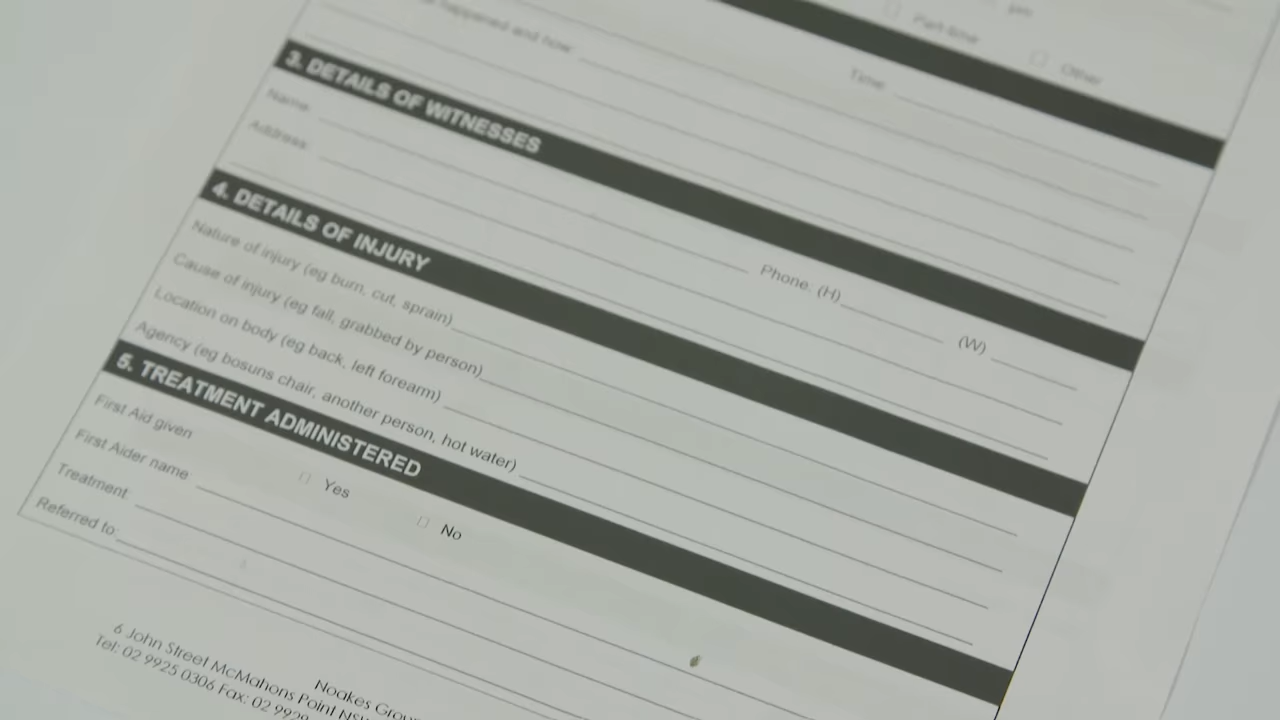 Part-time
Other
happened and how:
Time:
3. DETAILS OF WITNESSES
Name:
Address:
Phone: (H)
(W)
4. DETAILS OF INJURY
Nature of injury (eg burn, cut, sprain)
Cause of injury (eg fall, grabbed by person)
Location on body (eg back, left forearm)
Agency (eg bosuns chair, another person, hot water)
5. TREATMENT ADMINISTERED
First Aid given
Yes
No
First Aider name
Treatment:
Referred to:
Noakes
6 John Street McMahons Point
Tel: 02 9925 0306 Fax: 02